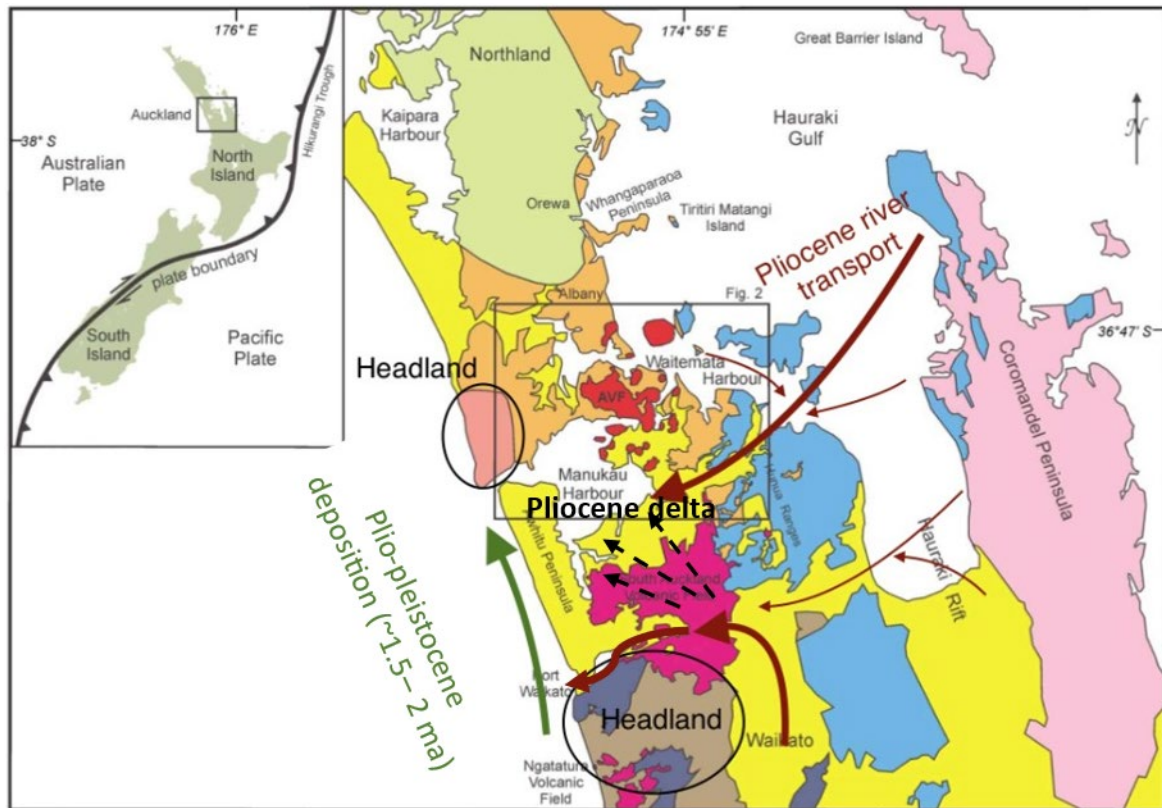 176° E
Auckland
38° S
Australian
Plate
North
Island
Hikurangi Trough
plate boundary
South
Island
Pacific
Plate
174° 55' E
Great Barrier Island
Northland
Kaipara
Harbour
Hauraki
Gulf
N
Whangaparaoa
Peninsula
Orewa
Tiritiri Matangi
Island
Pliocene river
transport
Albany
Fig. 2
36°47' S
Waitemata
Harbour
Headland
AVF
Coromandel Peninsula
Manukau
Harbour
Pliocene delta
Hunua Ranges
Hauraki Rift
Plio-pleistocene
deposition (~1.5– 2 ma)
whitu Peninsula
South Auckland
Volcanic Field
Port
Waikato
Headland
Waikato
Ngatatura
Volcanic
Field